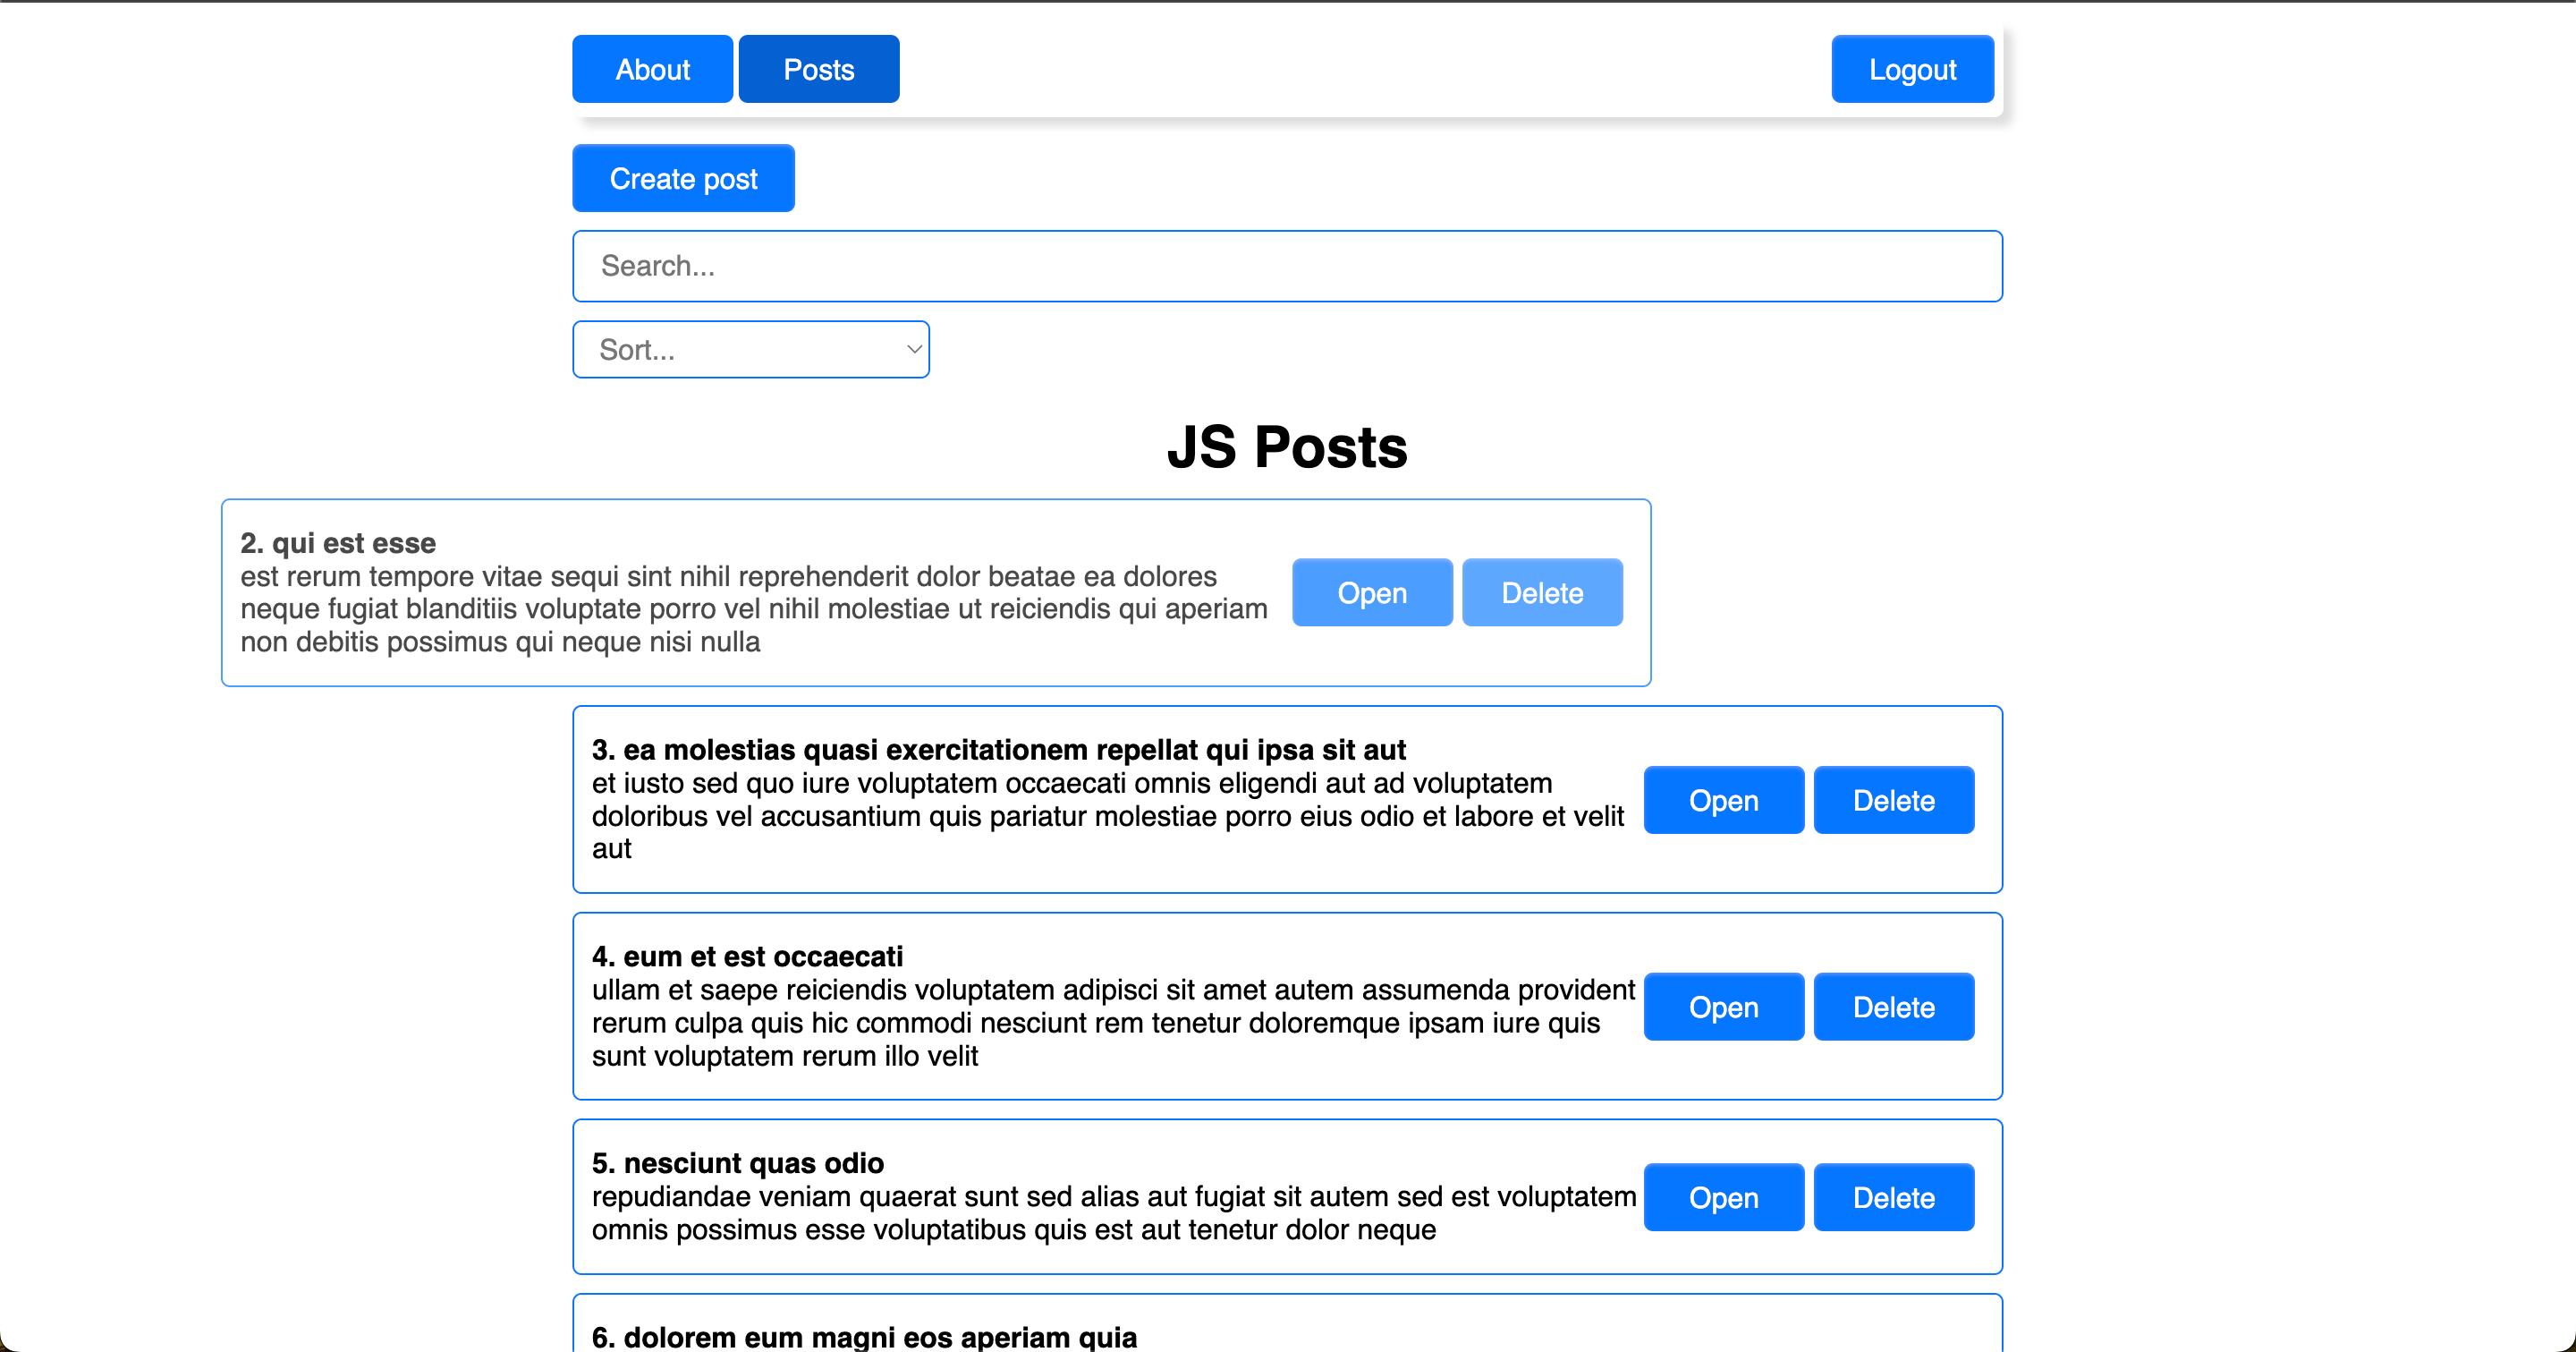 About Posts Logout
Create post
Search...
Sort...
JS Posts
2. qui est esse
est rerum tempore vitae sequi sint nihil reprehenderit dolor beatae ea dolores
neque fugiat blanditiis voluptate porro vel nihil molestiae ut reiciendis qui aperiam
non debitis possimus qui neque nisi nulla
Open Delete
3. ea molestias quasi exercitationem repellat qui ipsa sit aut
et iusto sed quo iure voluptatem occaecati omnis eligendi aut ad voluptatem
doloribus vel accusantium quis pariatur molestiae porro eius odio et labore et velit
aut
Open Delete
4. eum et est occaecati
ullam et saepe reiciendis voluptatem adipisci sit amet autem assumenda provident
rerum culpa quis hic commodi nesciunt rem tenetur doloremque ipsam iure quis
sunt voluptatem rerum illo velit
Open Delete
5. nesciunt quas odio
repudiandae veniam quaerat sunt sed alias aut fugiat sit autem sed est voluptatem
omnis possimus esse voluptatibus quis est aut tenetur dolor neque
Open Delete
6. dolorem eum magni eos aperiam quia